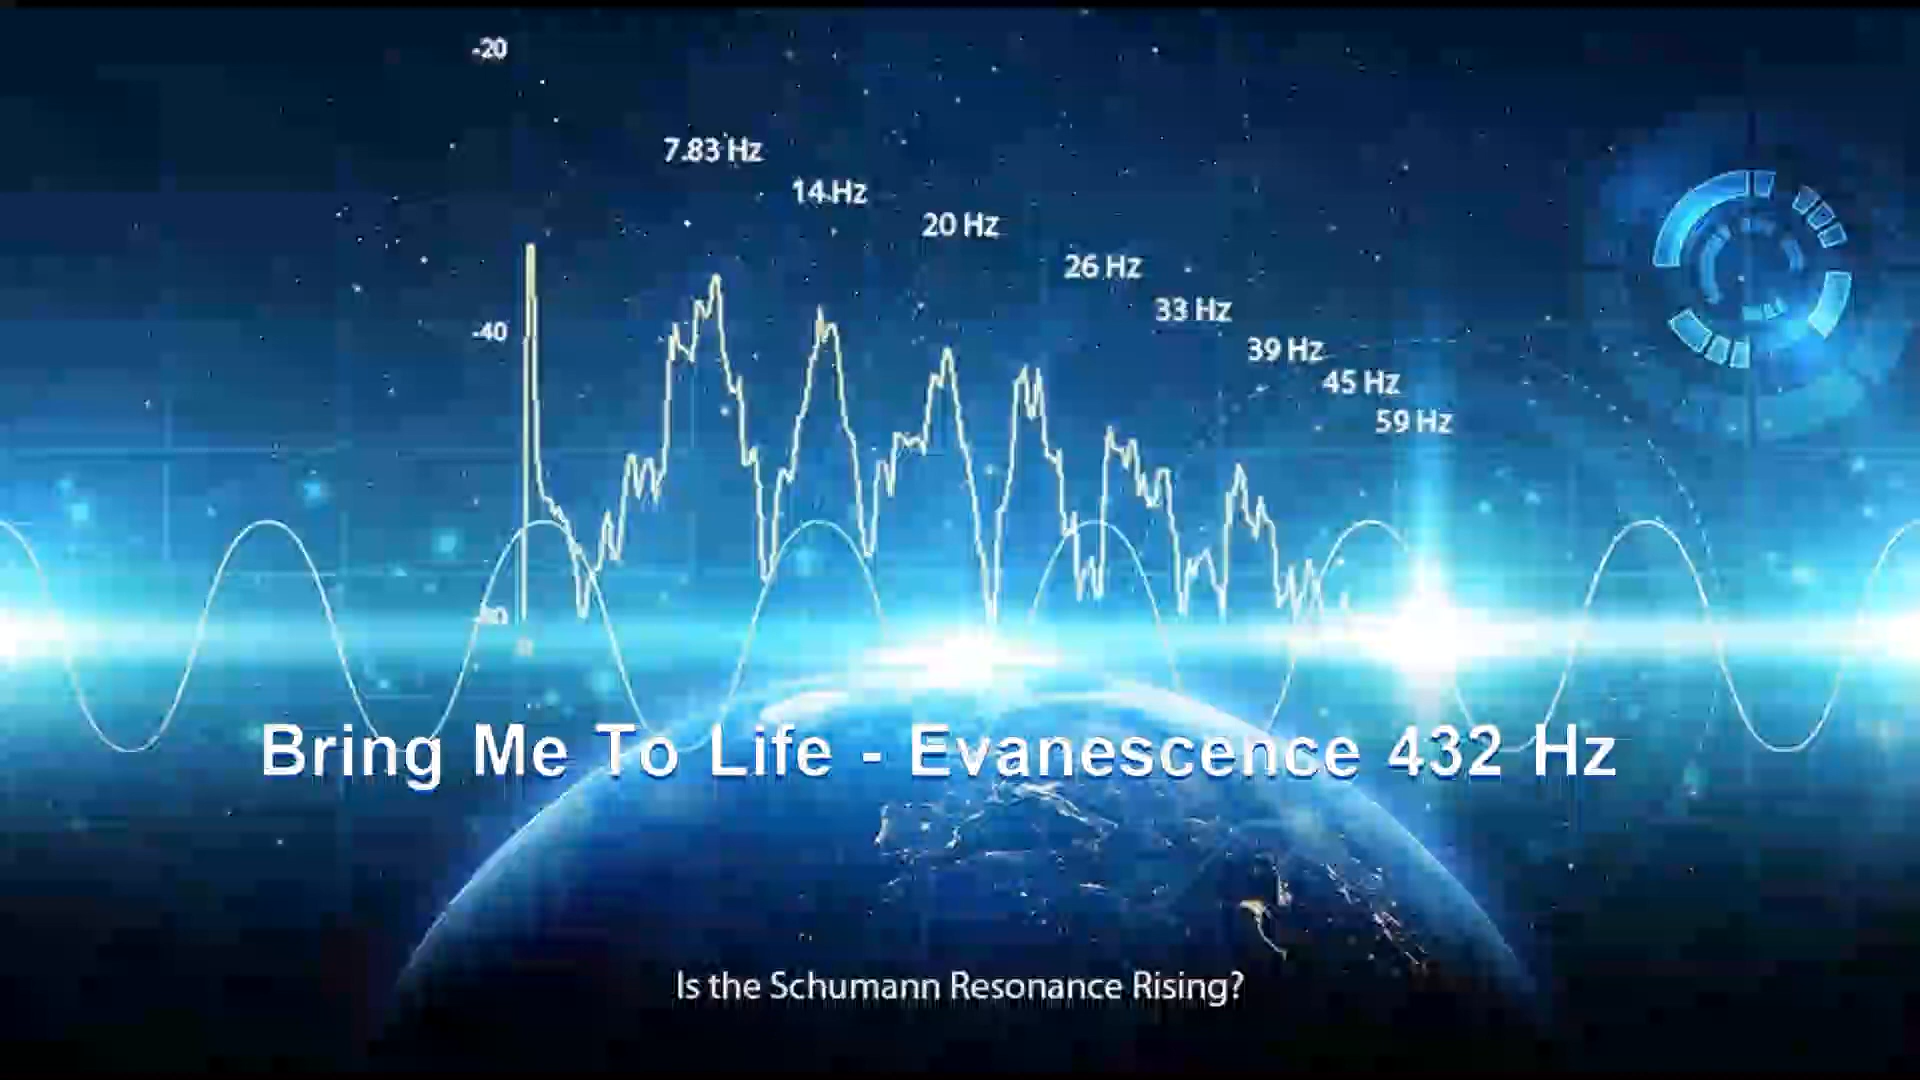 -20
7.83 Hz
14 Hz
20 Hz
26 Hz
33 Hz
-40
39 Hz
45 Hz
59 Hz
Bring Me To Life - Evanescence 432 Hz
Is the Schumann Resonance Rising?